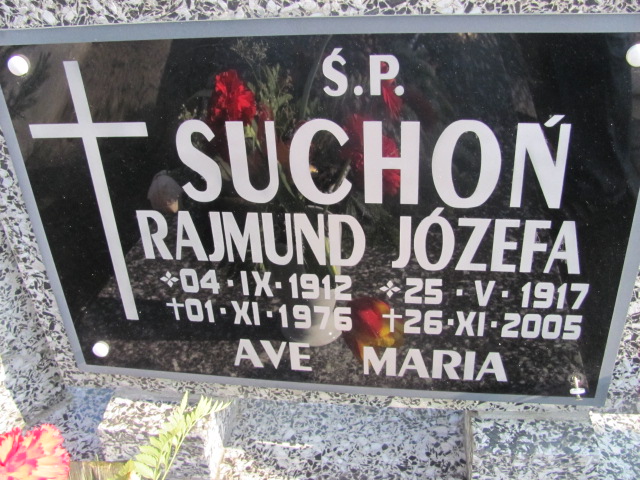 Ś.P.
SUCHOŃ
RAJMUND JÓZEFA
04·IX·1912 25·V·1917
†01·XI·1976 †26·XI·2005
AVE MARIA